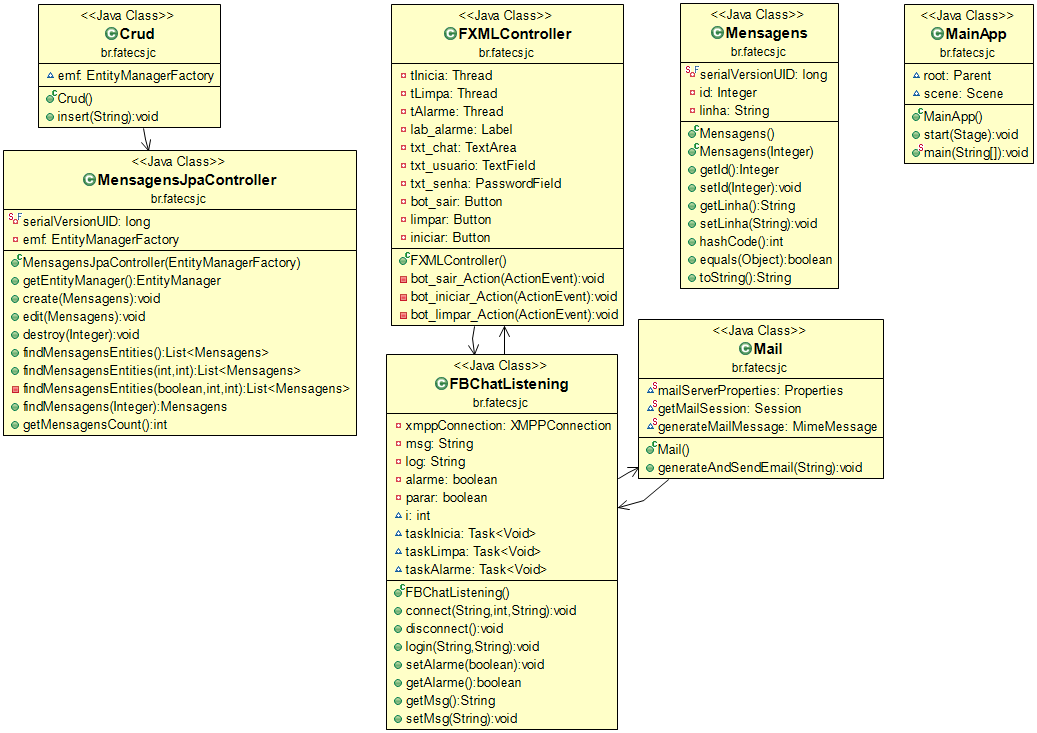 <<Java Class>>
Crud
br.fatecsjc
emf: EntityManagerFactory
Crud()
insert(String):void
<<Java Class>>
MensagensJpaController
br.fatecsjc
serialVersionUID: long
emf: EntityManagerFactory
MensagensJpaController(EntityManagerFactory)
getEntityManager():EntityManager
create(Mensagens):void
edit(Mensagens):void
destroy(Integer):void
findMensagensEntities():List<Mensagens>
findMensagensEntities(int,int):List<Mensagens>
findMensagensEntities(boolean,int,int):List<Mensagens>
findMensagens(Integer):Mensagens
getMensagensCount():int
<<Java Class>>
FXMLController
br.fatecsjc
tInicia: Thread
tLimpa: Thread
tAlarme: Thread
lab_alarme: Label
txt_chat: TextArea
txt_usuario: TextField
txt_senha: PasswordField
bot_sair: Button
limpar: Button
iniciar: Button
FXMLController()
bot_sair_Action(ActionEvent):void
bot_iniciar_Action(ActionEvent):void
bot_limpar_Action(ActionEvent):void
<<Java Class>>
FBChatListening
br.fatecsjc
xmppConnection: XMPPConnection
msg: String
log: String
alarme: boolean
parar: boolean
i: int
taskInicia: Task<Void>
taskLimpa: Task<Void>
taskAlarme: Task<Void>
FBChatListening()
connect(String,int,String):void
disconnect():void
login(String,String):void
setAlarme(boolean):void
getAlarme():boolean
getMsg():String
setMsg(String):void
<<Java Class>>
Mensagens
br.fatecsjc
serialVersionUID: long
id: Integer
linha: String
Mensagens()
Mensagens(Integer)
getId():Integer
setId(Integer):void
getLinha():String
setLinha(String):void
hashCode():int
equals(Object):boolean
toString():String
<<Java Class>>
Mail
br.fatecsjc
mailServerProperties: Properties
getMailSession: Session
generateMailMessage: MimeMessage
Mail()
generateAndSendEmail(String):void
<<Java Class>>
MainApp
br.fatecsjc
root: Parent
scene: Scene
MainApp()
start(Stage):void
main(String[]):void